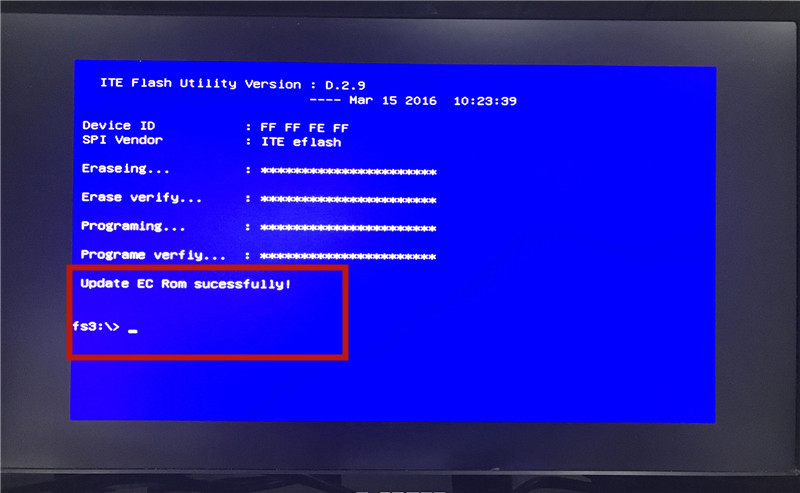 ITE Flash Utility Version : D.2.9
---- Mar 15 2016 10:23:39
Device ID : FF FF FE FF
SPI Vendor : ITE eflash
Eraseing... : ************************
Erase verify... : ************************
Programing... : ************************
Programe verfiy... : ************************
Update EC Rom sucessfully!
fs3:\> _